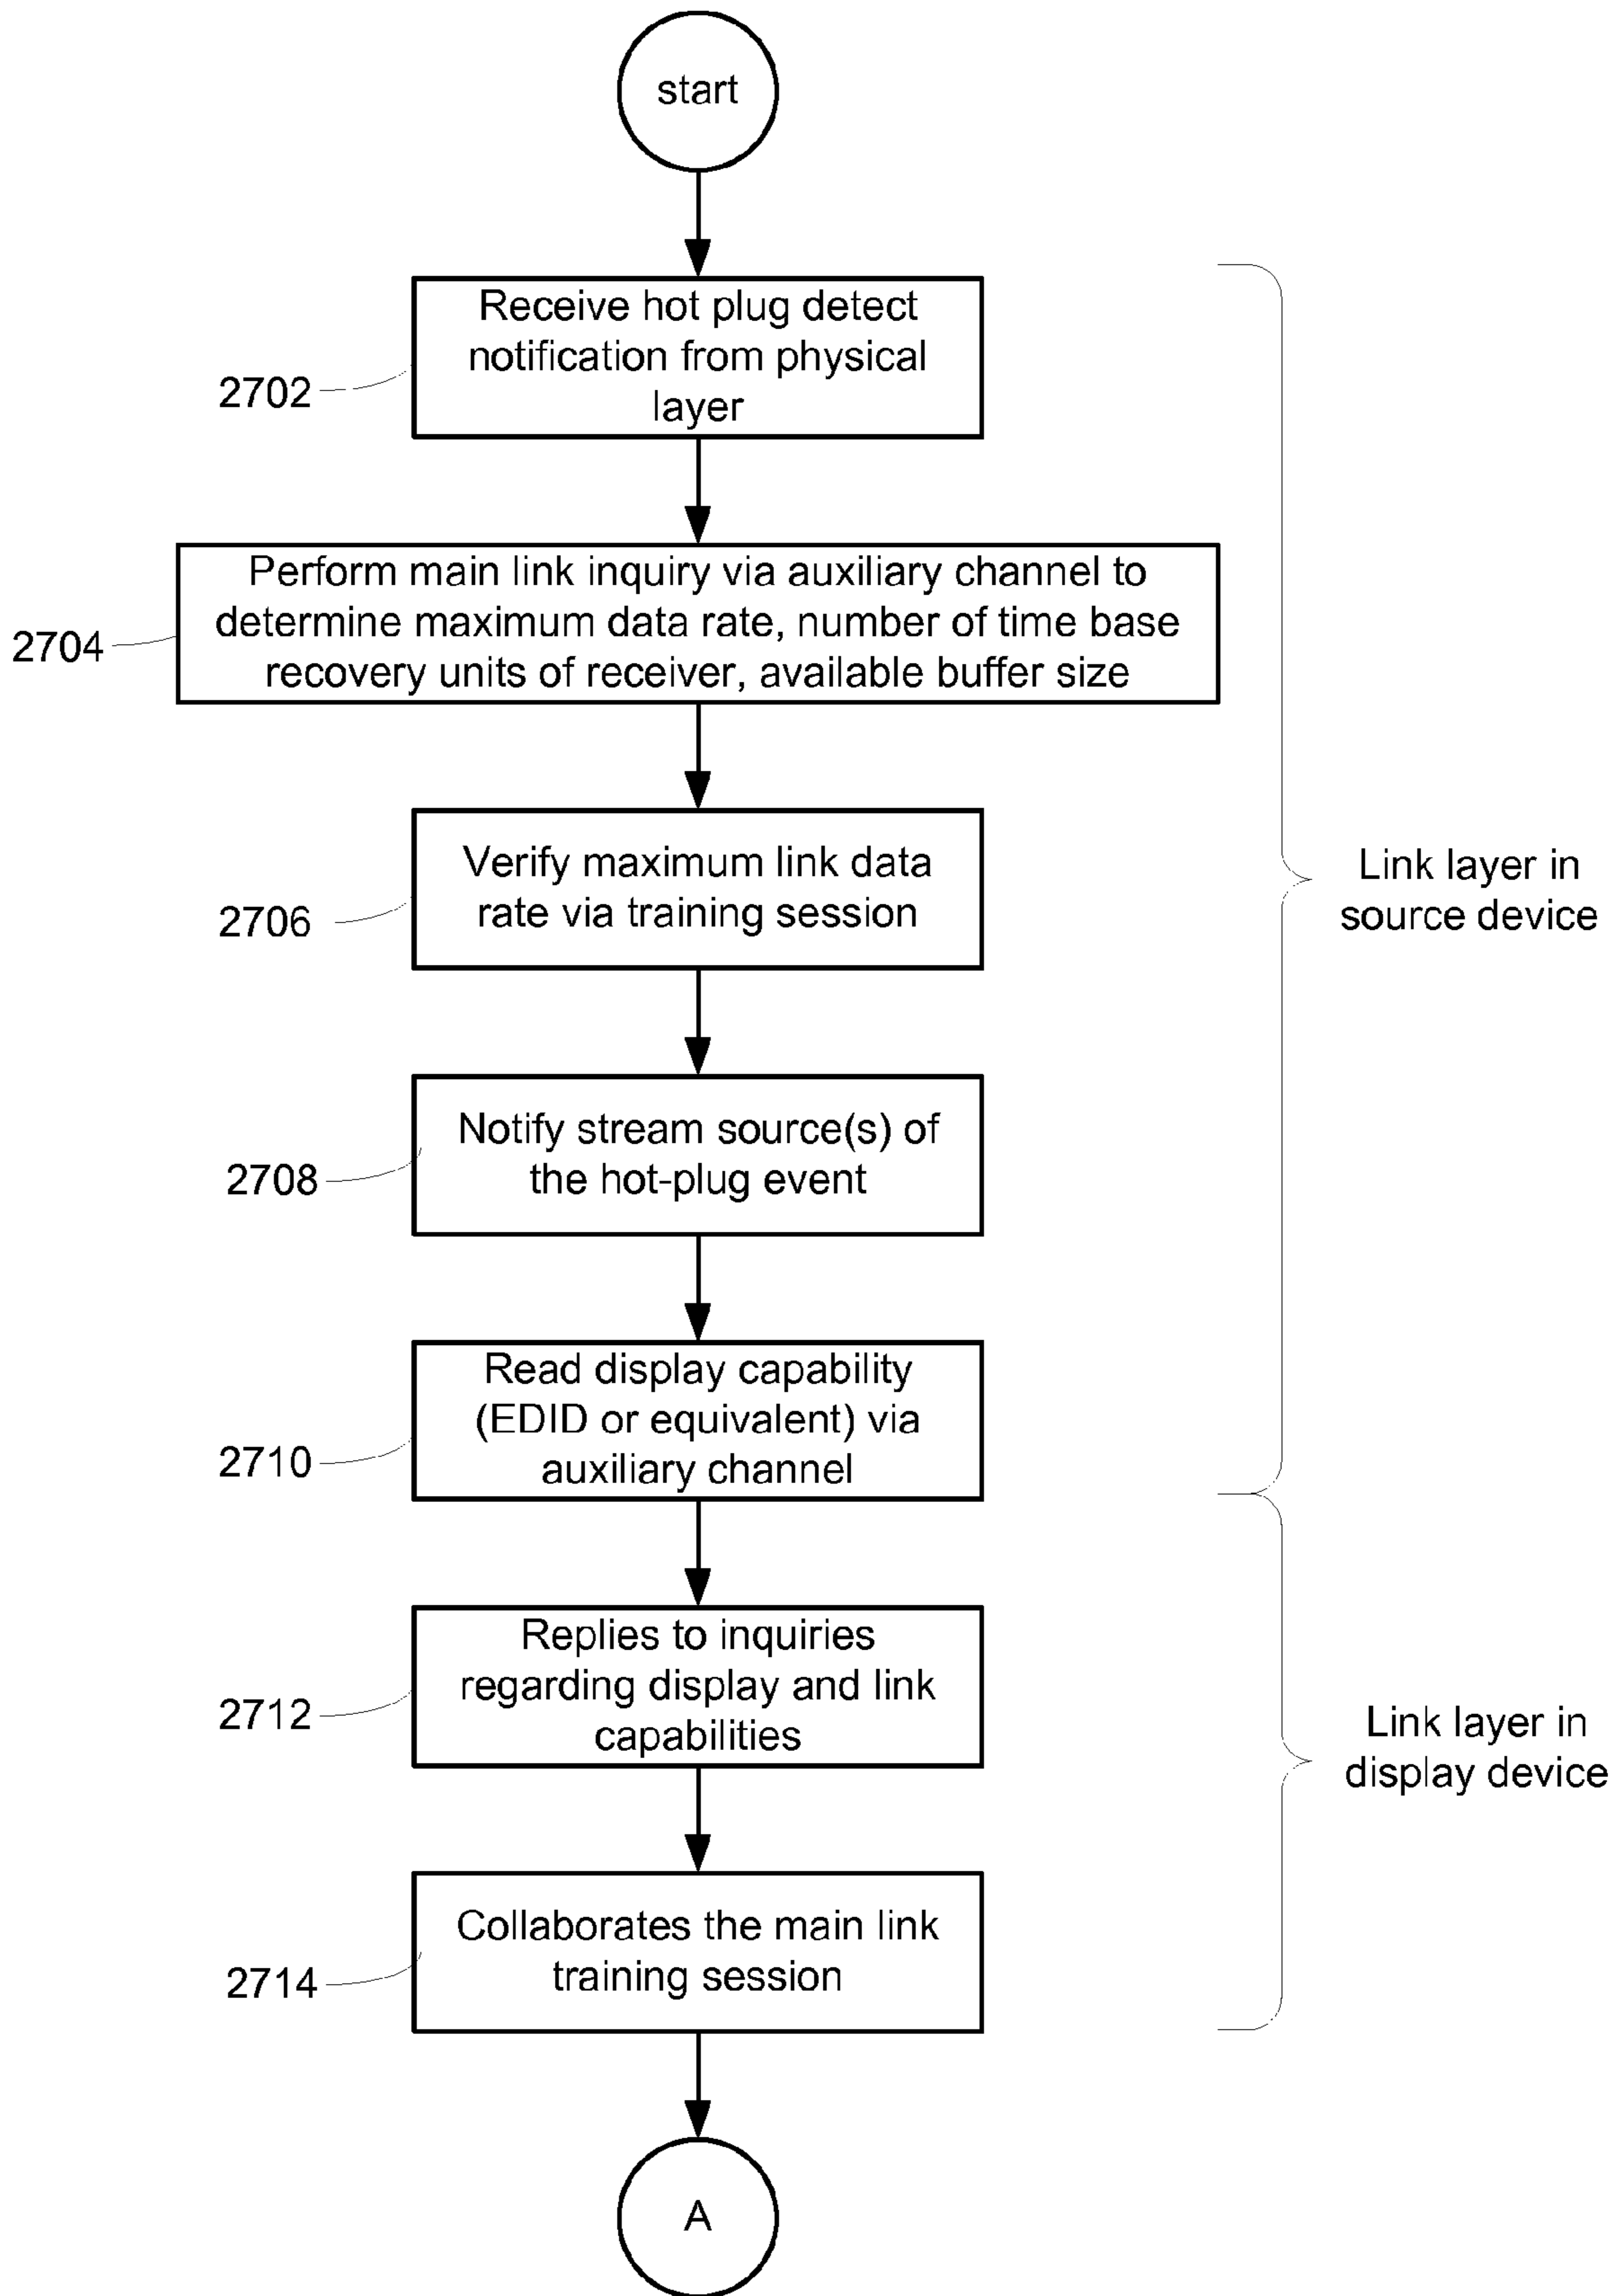 start
Receive hot plug detect
notification from physical
layer
2702
Perform main link inquiry via auxiliary channel to
determine maximum data rate, number of time base
recovery units of receiver, available buffer size
2704
Verify maximum link data
rate via training session
2706
Link layer in
source device
Notify stream source(s) of
the hot-plug event
2708
Read display capability
(EDID or equivalent) via
auxiliary channel
2710
Replies to inquiries
regarding display and link
capabilities
2712
Link layer in
display device
Collaborates the main link
training session
2714
A